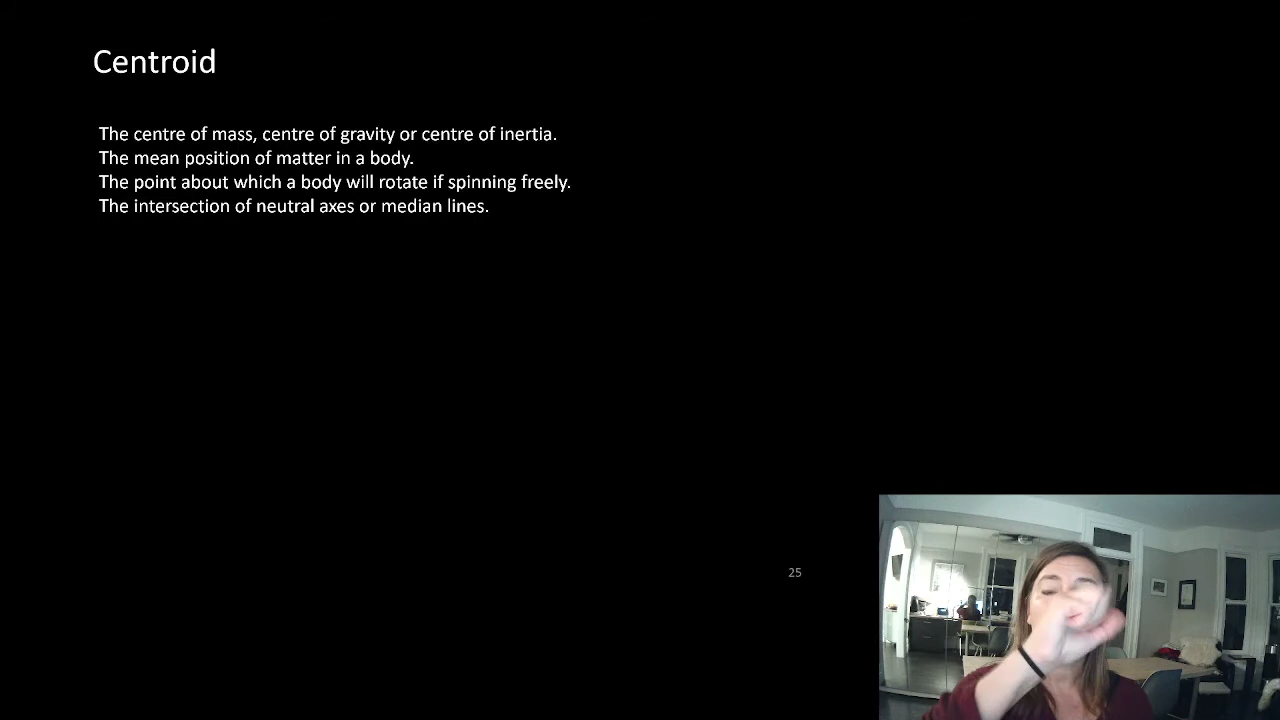 Centroid
The centre of mass, centre of gravity or centre of inertia.
The mean position of matter in a body.
The point about which a body will rotate if spinning freely.
The intersection of neutral axes or median lines.
25